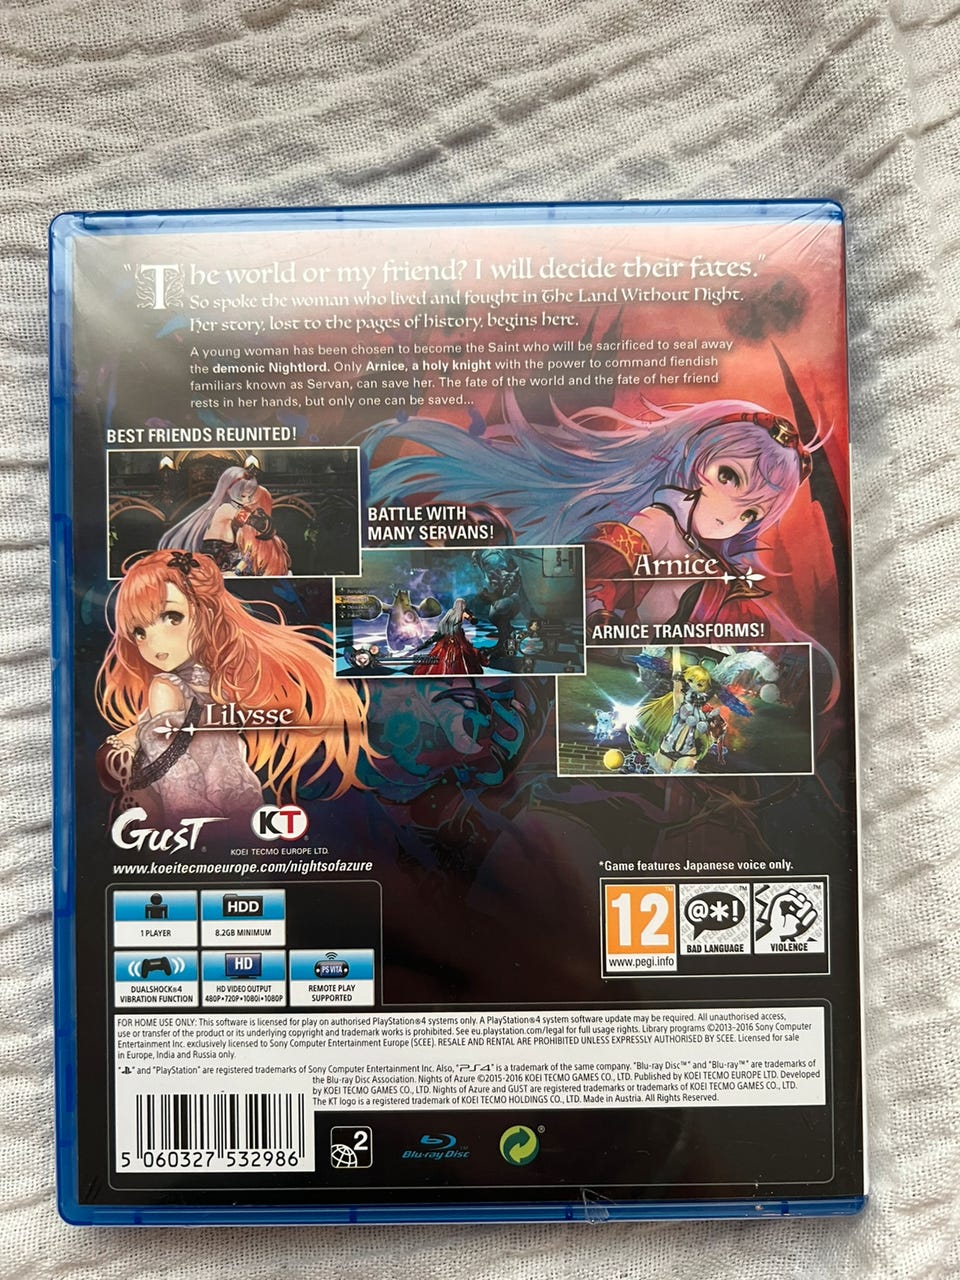 "The world or my friend? I will decide their fates."
So spoke the woman who lived and fought in The Land Without Night.
Her story, lost to the pages of history, begins here.
A young woman has been chosen to become the Saint who will be sacrificed to seal away
the demonic Nightlord. Only Arnice, a holy knight with the power to command fiendish
familiars known as Servan, can save her. The fate of the world and the fate of her friend
rests in her hands, but only one can be saved...
BEST FRIENDS REUNITED!
BATTLE WITH
MANY SERVANS!
Arnice
ARNICE TRANSFORMS!
Lilysse
GUST
KT
KOEI TECMO EUROPE LTD.
www.koeitecmoeurope.com/nightsofazure
*Game features Japanese voice only.
1 PLAYER
HDD
8.2GB MINIMUM
DUALSHOCK®4
VIBRATION FUNCTION
HD
HD VIDEO OUTPUT
480P•720P•1080i•1080P
PS VITA
REMOTE PLAY
SUPPORTED
12
www.pegi.info
@*!
BAD LANGUAGE
VIOLENCE
FOR HOME USE ONLY: This software is licensed for play on authorised PlayStation®4 systems only. A PlayStation®4 system software update may be required. All unauthorised access,
use or transfer of the product or its underlying copyright and trademark works is prohibited. See eu.playstation.com/legal for full usage rights. Library programs ©2013-2016 Sony Computer
Entertainment Inc. exclusively licensed to Sony Computer Entertainment Europe (SCEE). RESALE AND RENTAL ARE PROHIBITED UNLESS EXPRESSLY AUTHORISED BY SCEE. Licensed for sale
in Europe, India and Russia only.
" " and "PlayStation" are registered trademarks of Sony Computer Entertainment Inc. Also, "PS4" is a trademark of the same company. "Blu-ray Disc™" and "Blu-ray™" are trademarks of
the Blu-ray Disc Association. Nights of Azure ©2015-2016 KOEI TECMO GAMES CO., LTD. Published by KOEI TECMO EUROPE LTD. Developed
by KOEI TECMO GAMES CO., LTD. Nights of Azure and GUST are registered trademarks or trademarks of KOEI TECMO GAMES CO., LTD.
The KT logo is a registered trademark of KOEI TECMO HOLDINGS CO., LTD. Made in Austria. All Rights Reserved.
5 060327 532986
2
Blu-ray Disc